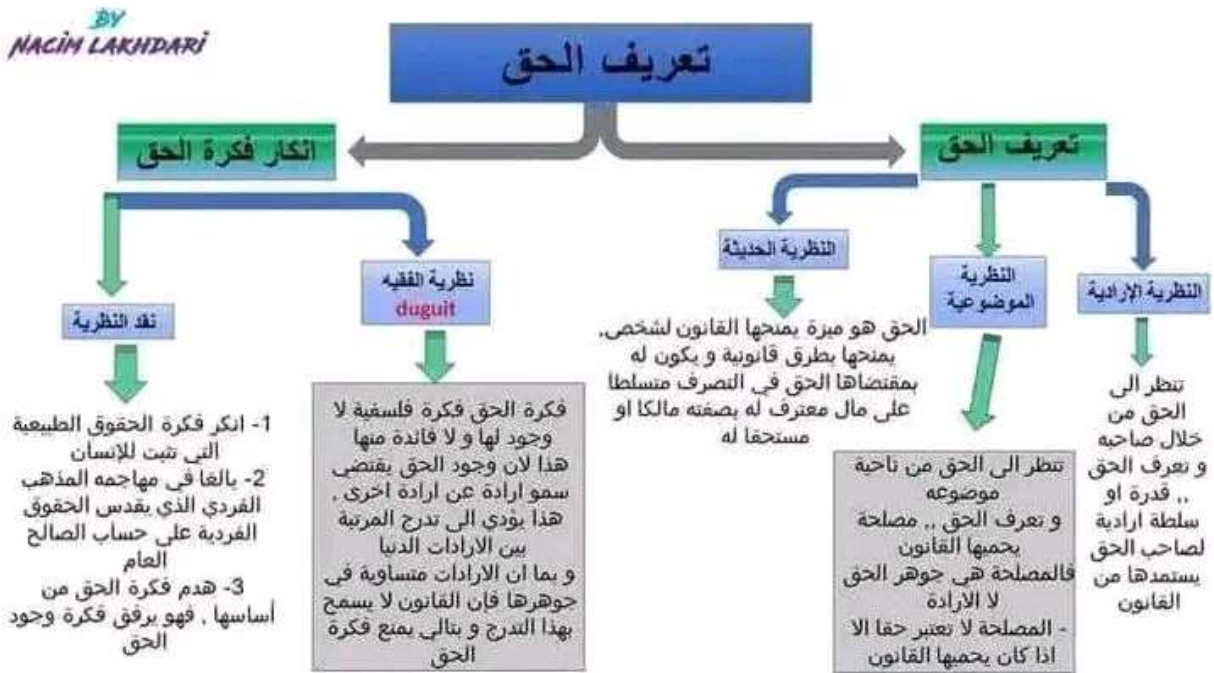 BY
NACIM LAKHDARI
تعريف الحق
تعريف الحق
انكار فكرة الحق
النظرية الإرادية
تنظر الى
الحق من
خلال صاحبه
و تعرف الحق
,, قدرة او
سلطة ارادية
لصاحب الحق
يستمدها من
القانون
النظرية
الموضوعية
تنظر الى الحق من ناحية
موضوعه
و تعرف الحق ,, مصلحة
يحميها القانون
فالمصلحة هي جوهر الحق
لا الارادة
- المصلحة لا تعتبر حقا الا
اذا كان يحميها القانون
النظرية الحديثة
الحق هو ميزة يمنحها القانون لشخص,
يمنحها بطرق قانونية و يكون له
بمقتضاها الحق في التصرف متسلطا
على مال معترف له بصفته مالكا او
مستحقا له
نظرية الفقيه
duguit
فكرة الحق فكرة فلسفية لا
وجود لها و لا فائدة منها
هذا لان وجود الحق يقتضي
سمو ارادة عن ارادة اخرى ,
هذا يؤدي الى تدرج المرتبة
بين الارادات الدنيا
و بما ان الارادات متساوية في
جوهرها فإن القانون لا يسمح
بهذا التدرج و بتالي يمنع فكرة
الحق
نقد النظرية
1- انكر فكرة الحقوق الطبيعية
التي تثبت للإنسان
2- بالغا في مهاجمه المذهب
الفردي الذي يقدس الحقوق
الفردية على حساب الصالح
العام
3- هدم فكرة الحق من
أساسها , فهو يرفق فكرة وجود
الحق